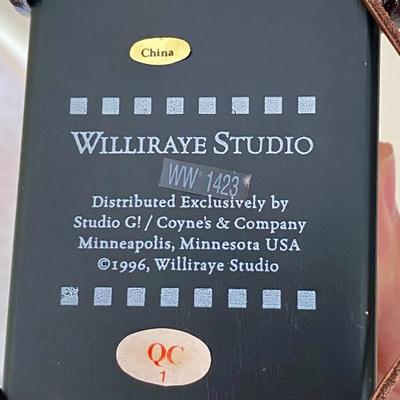 China
WILLIRAYE STUDIO
WW 1423
Distributed Exclusively by
Studio G! / Coyne's & Company
Minneapolis, Minnesota USA
©1996, Williraye Studio
QC
1